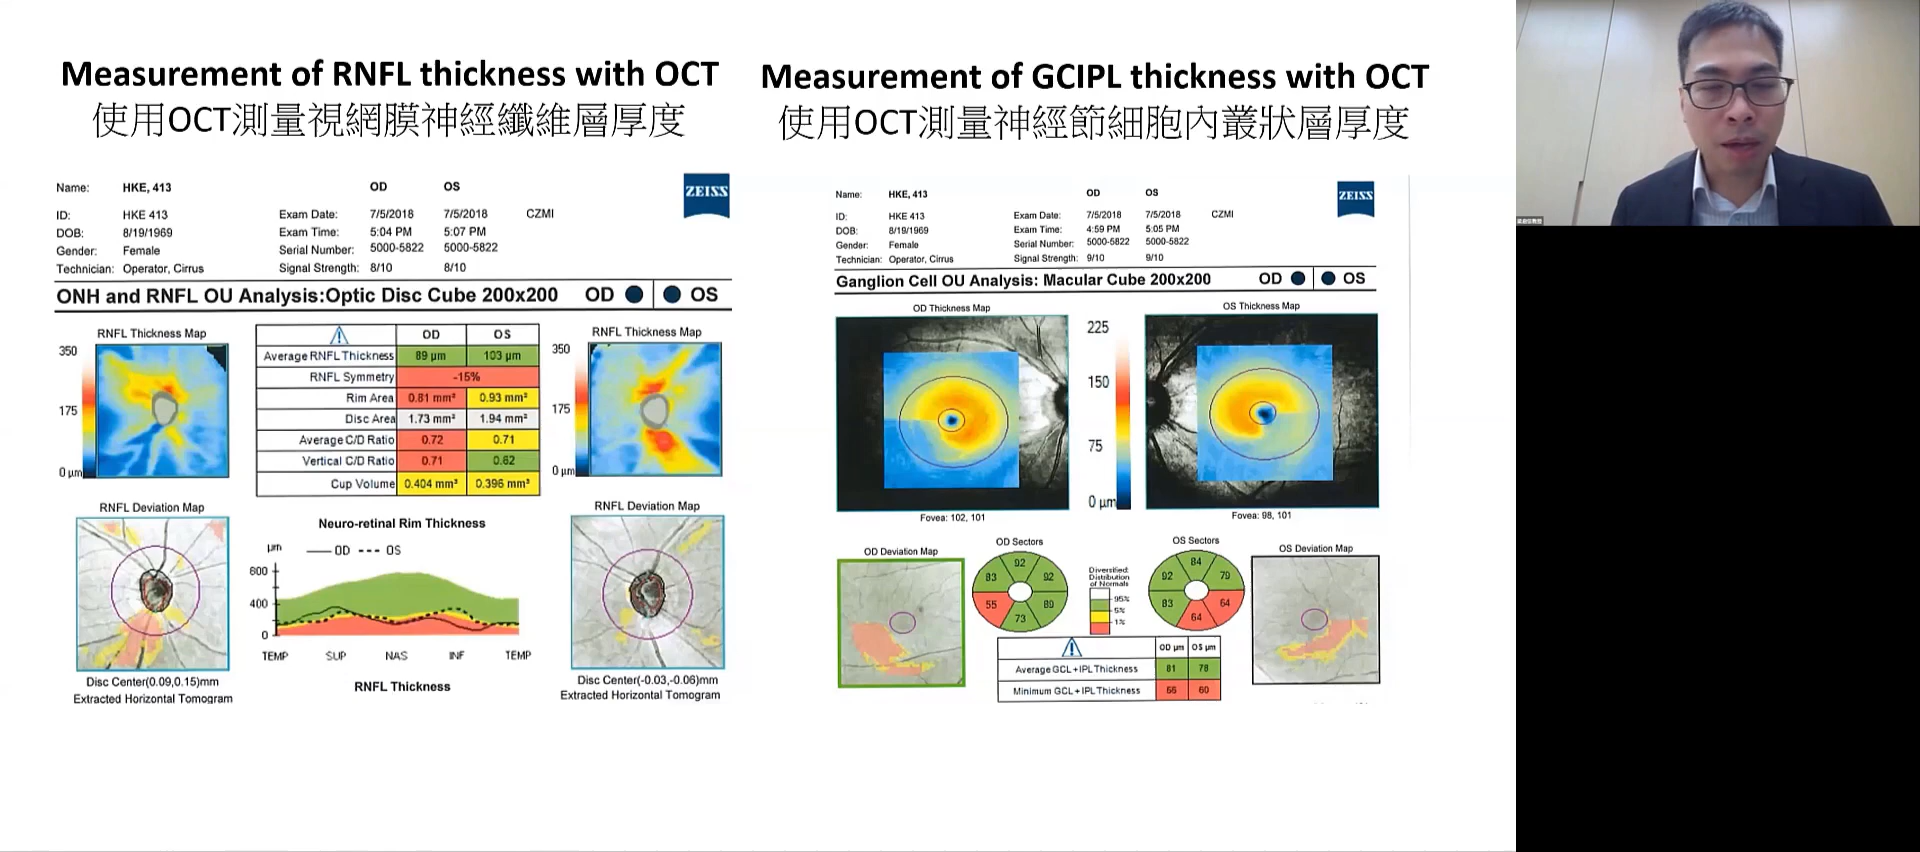 Measurement of RNFL thickness with OCT
使用OCT測量視網膜神經纖維層厚度
Name: HKE, 413 OD OS
ZEISS
ID: HKE 413 Exam Date: 7/5/2018 7/5/2018 CZMI
DOB: 8/19/1969 Exam Time: 5:04 PM 5:07 PM
Gender: Female Serial Number: 5000-5822 5000-5822
Technician: Operator, Cirrus Signal Strength: 8/10 8/10
ONH and RNFL OU Analysis:Optic Disc Cube 200x200 OD OS
RNFL Thickness Map
350
175
0 µm
OD OS
Average RNFL Thickness 89 µm 103 µm
RNFL Symmetry -15%
Rim Area 0.81 mm² 0.93 mm²
Disc Area 1.73 mm² 1.94 mm²
Average C/D Ratio 0.72 0.71
Vertical C/D Ratio 0.71 0.62
Cup Volume 0.404 mm³ 0.396 mm³
RNFL Thickness Map
350
175
0 µm
RNFL Deviation Map
Disc Center(0.09,0.15)mm
Extracted Horizontal Tomogram
Neuro-retinal Rim Thickness
µm OD OS
800
400
0
TEMP SUP NAS INF TEMP
RNFL Thickness
RNFL Deviation Map
Disc Center(-0.03,-0.06)mm
Extracted Horizontal Tomogram
Measurement of GCIPL thickness with OCT
使用OCT測量神經節細胞內叢狀層厚度
Name: HKE, 413 OD OS
ZEISS
ID: HKE 413 Exam Date: 7/5/2018 7/5/2018 CZMI
DOB: 8/19/1969 Exam Time: 4:59 PM 5:05 PM
Gender: Female Serial Number: 5000-5822 5000-5822
Technician: Operator, Cirrus Signal Strength: 9/10 9/10
Ganglion Cell OU Analysis: Macular Cube 200x200 OD OS
OD Thickness Map
Fovea: 102, 101
225
150
75
0 µm
OS Thickness Map
Fovea: 98, 101
OD Deviation Map
OD Sectors
92
83 92
55 89
73
Diversified:
Distribution
of Normals
95%
5%
1%
OS Sectors
84
92 79
83 64
64
OS Deviation Map
OD µm OS µm
Average GCL + IPL Thickness 81 78
Minimum GCL + IPL Thickness 60